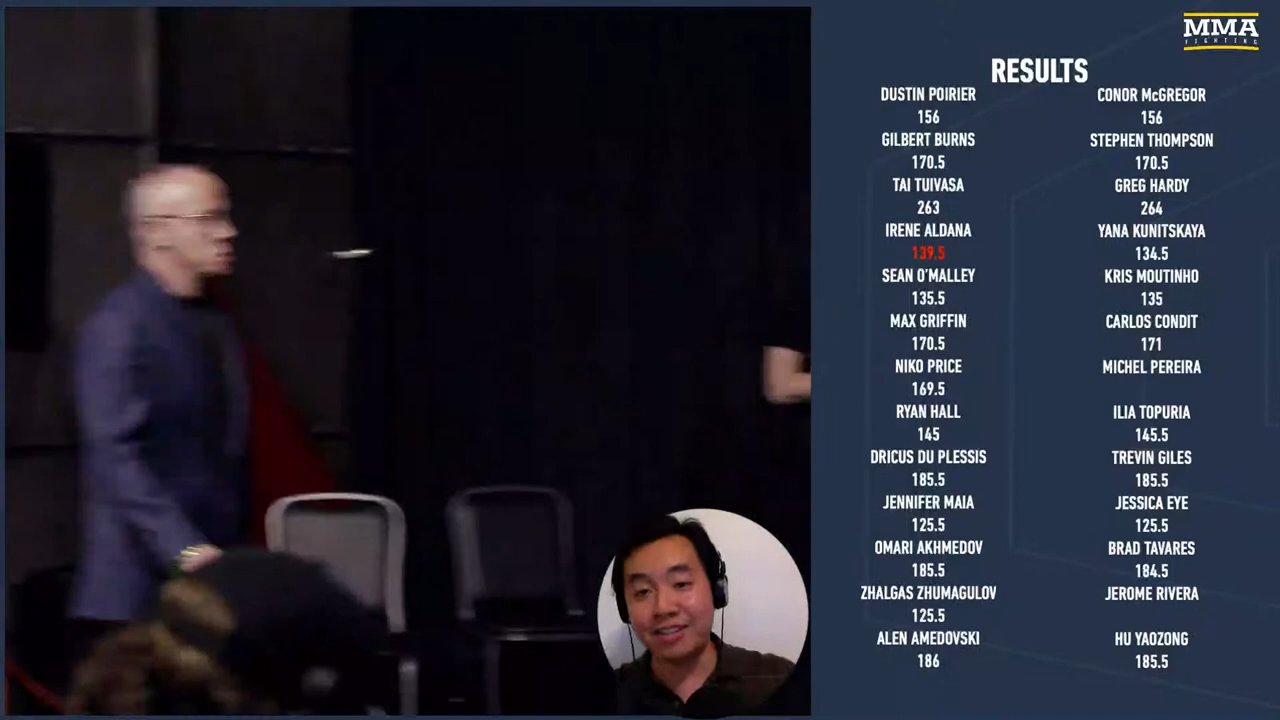 MMA
FIGHTING
RESULTS
DUSTIN POIRIER CONOR McGREGOR
156 156
GILBERT BURNS STEPHEN THOMPSON
170.5 170.5
TAI TUIVASA GREG HARDY
263 264
IRENE ALDANA YANA KUNITSKAYA
139.5 134.5
SEAN O'MALLEY KRIS MOUTINHO
135.5 135
MAX GRIFFIN CARLOS CONDIT
170.5 171
NIKO PRICE MICHEL PEREIRA
169.5
RYAN HALL ILIA TOPURIA
145 145.5
DRICUS DU PLESSIS TREVIN GILES
185.5 185.5
JENNIFER MAIA JESSICA EYE
125.5 125.5
OMARI AKHMEDOV BRAD TAVARES
185.5 184.5
ZHALGAS ZHUMAGULOV JEROME RIVERA
125.5
ALEN AMEDOVSKI HU YAOZONG
186 185.5